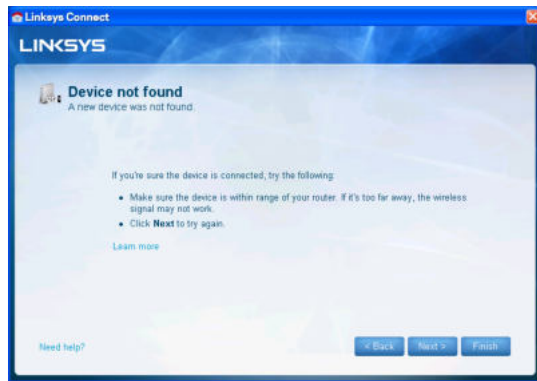 Linksys Connect
LINKSYS
Device not found
A new device was not found.
If you're sure the device is connected, try the following:
• Make sure the device is within range of your router. If it's too far away, the wireless
signal may not work.
• Click Next to try again.
Learn more
Need help?
< Back Next > Finish